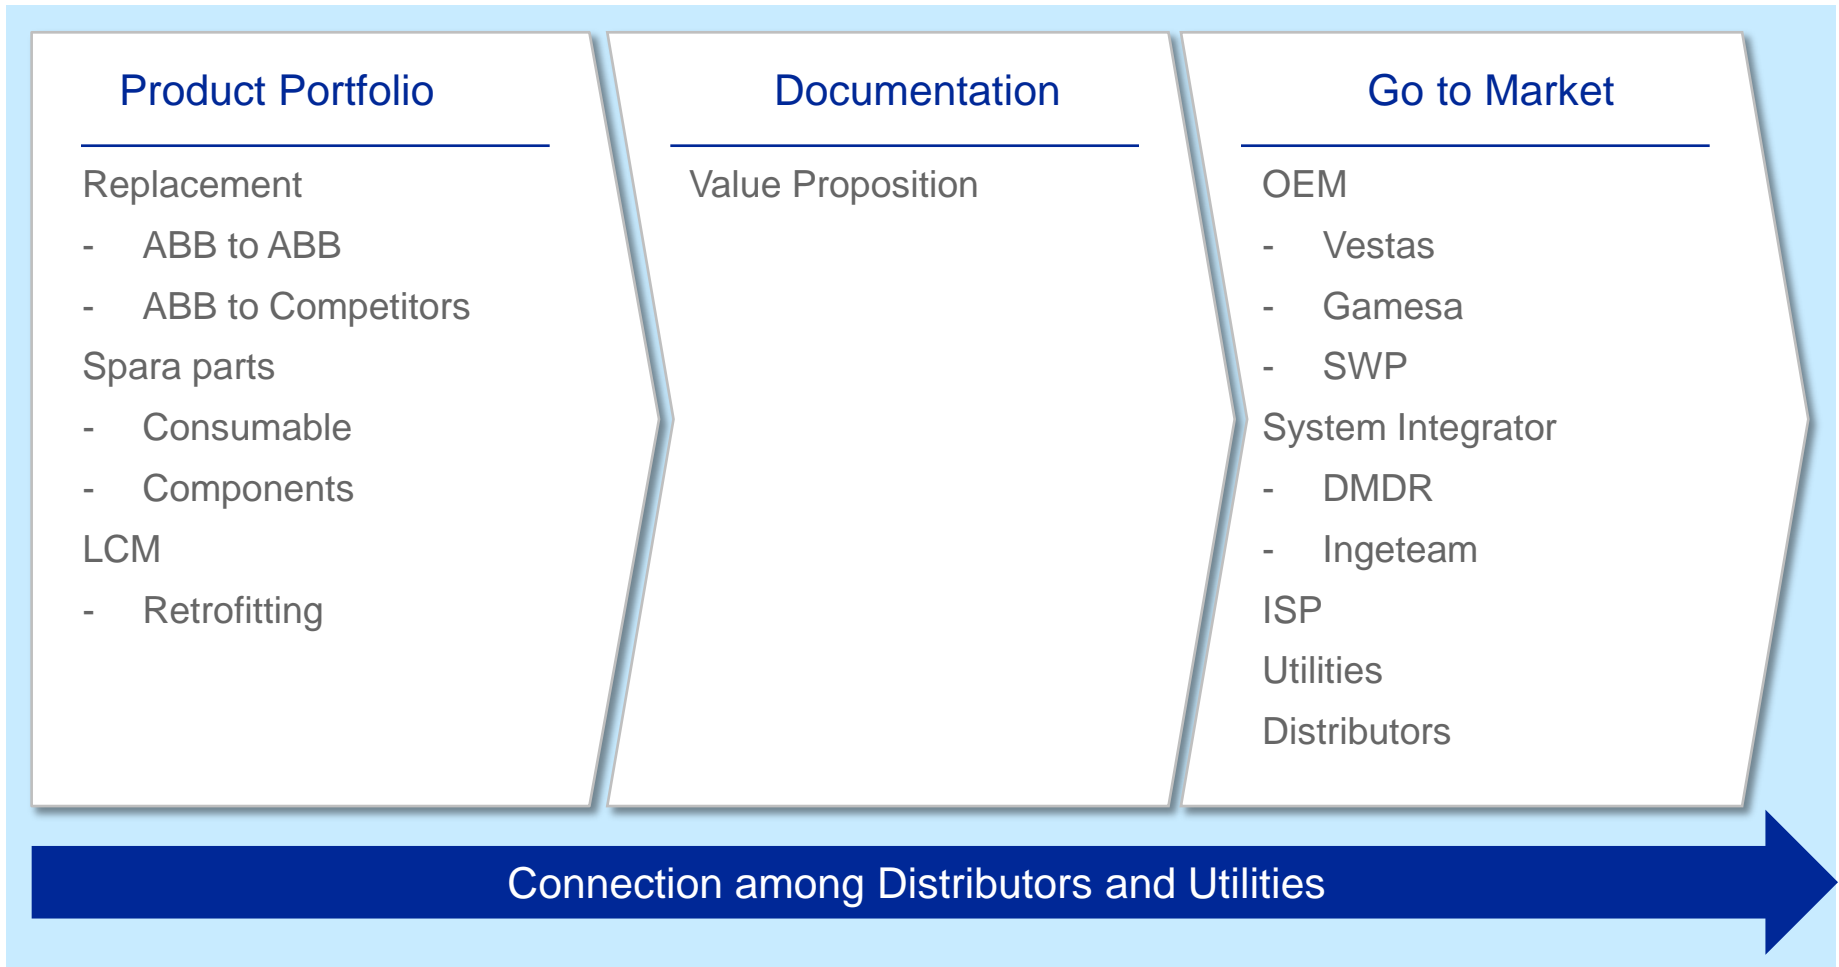 Product Portfolio
Replacement
- ABB to ABB
- ABB to Competitors
Spara parts
- Consumable
- Components
LCM
- Retrofitting
Documentation
Value Proposition
Go to Market
OEM
- Vestas
- Gamesa
- SWP
System Integrator
- DMDR
- Ingeteam
ISP
Utilities
Distributors
Connection among Distributors and Utilities